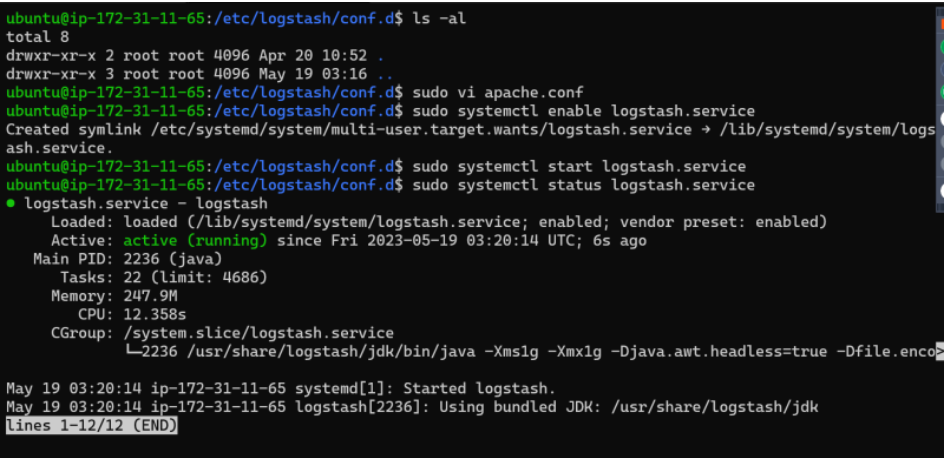 ubuntu@ip-172-31-11-65:/etc/logstash/conf.d$ ls -al
total 8
drwxr-xr-x 2 root root 4096 Apr 20 10:52 .
drwxr-xr-x 3 root root 4096 May 19 03:16 ..
ubuntu@ip-172-31-11-65:/etc/logstash/conf.d$ sudo vi apache.conf
ubuntu@ip-172-31-11-65:/etc/logstash/conf.d$ sudo systemctl enable logstash.service
Created symlink /etc/systemd/system/multi-user.target.wants/logstash.service → /lib/systemd/system/logs
ash.service.
ubuntu@ip-172-31-11-65:/etc/logstash/conf.d$ sudo systemctl start logstash.service
ubuntu@ip-172-31-11-65:/etc/logstash/conf.d$ sudo systemctl status logstash.service
● logstash.service - logstash
     Loaded: loaded (/lib/systemd/system/logstash.service; enabled; vendor preset: enabled)
     Active: active (running) since Fri 2023-05-19 03:20:14 UTC; 6s ago
   Main PID: 2236 (java)
      Tasks: 22 (limit: 4686)
     Memory: 247.9M
        CPU: 12.358s
     CGroup: /system.slice/logstash.service
             └─2236 /usr/share/logstash/jdk/bin/java -Xms1g -Xmx1g -Djava.awt.headless=true -Dfile.enco>
May 19 03:20:14 ip-172-31-11-65 systemd[1]: Started logstash.
May 19 03:20:14 ip-172-31-11-65 logstash[2236]: Using bundled JDK: /usr/share/logstash/jdk
lines 1-12/12 (END)